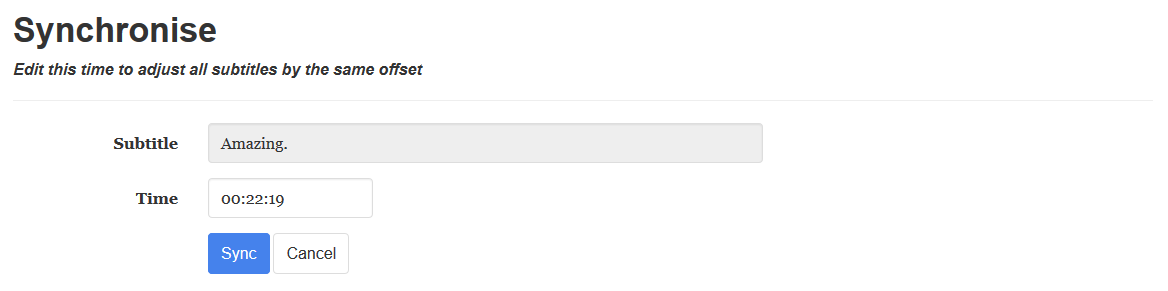 Synchronise
Edit this time to adjust all subtitles by the same offset
Subtitle Amazing.
Time 00:22:19
Sync Cancel